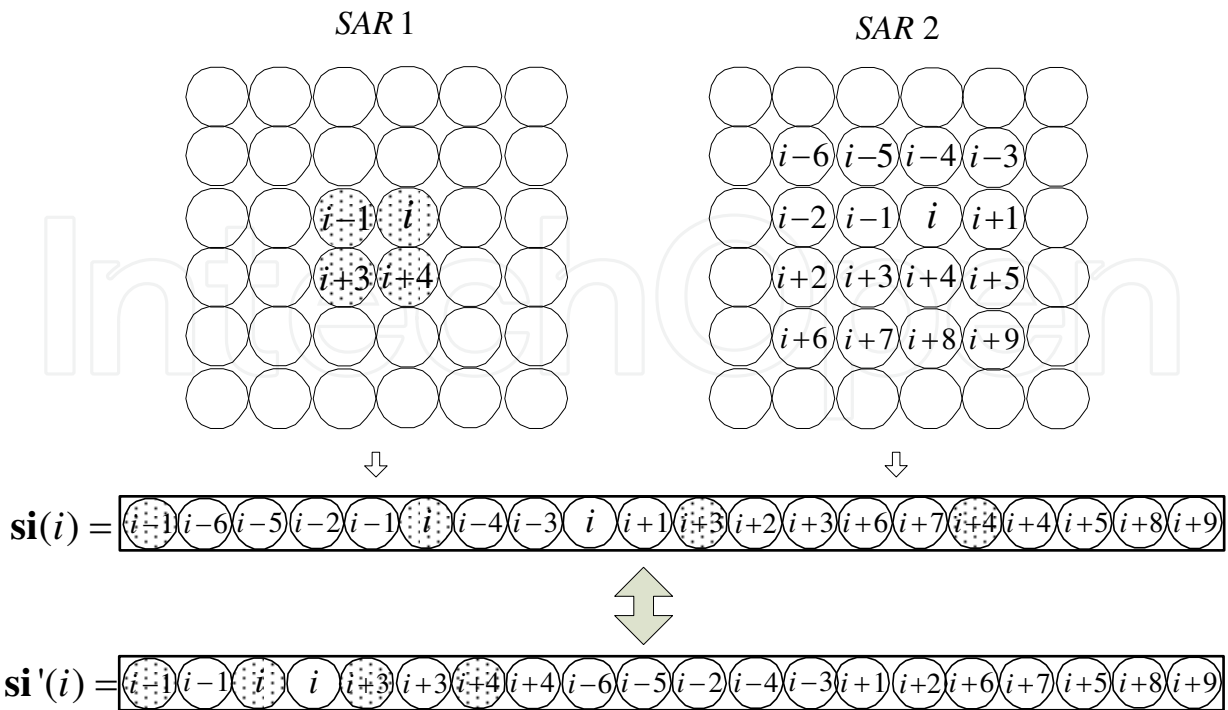 SAR 1
SAR 2
i−1 i
i+3 i+4
i−6 i−5 i−4 i−3
i−2 i−1 i i+1
i+2 i+3 i+4 i+5
i+6 i+7 i+8 i+9
si(i) = i−1 i−6 i−5 i−2 i−1 i i−4 i−3 i i+1 i+3 i+2 i+3 i+6 i+7 i+4 i+4 i+5 i+8 i+9
si'(i) = i−1 i−1 i i i+3 i+3 i+4 i+4 i−6 i−5 i−2 i−4 i−3 i+1 i+2 i+6 i+7 i+5 i+8 i+9
IntechOpen